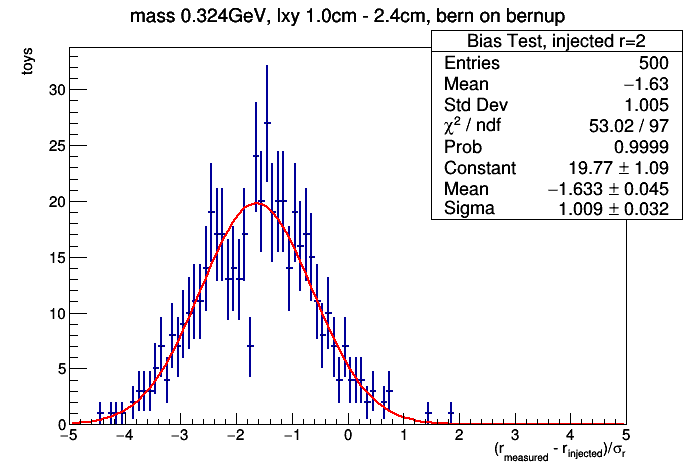 mass 0.324GeV, lxy 1.0cm - 2.4cm, bern on bernup
Bias Test, injected r=2
Entries 500
Mean −1.63
Std Dev 1.005
χ² / ndf 53.02 / 97
Prob 0.9999
Constant 19.77 ± 1.09
Mean −1.633 ± 0.045
Sigma 1.009 ± 0.032
toys
30
25
20
15
10
5
0
−5 −4 −3 −2 −1 0 1 2 3 4 5
(r_measured - r_injected)/σ_r